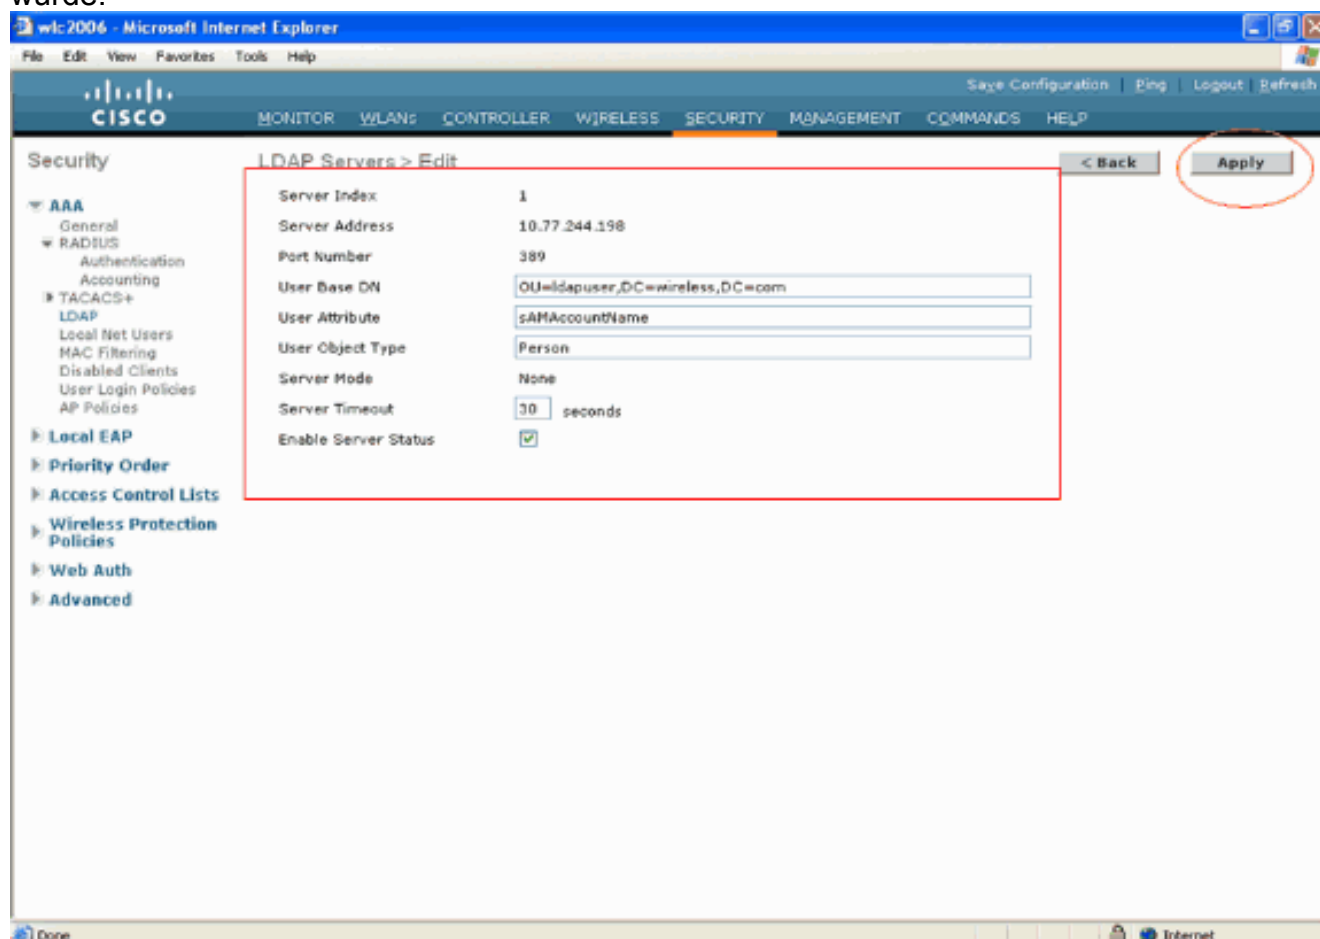 wurde.
wlc2006 - Microsoft Internet Explorer
File Edit View Favorites Tools Help
Save Configuration | Ping | Logout | Refresh
CISCO
MONITOR WLANs CONTROLLER WIRELESS SECURITY MANAGEMENT COMMANDS HELP
Security
AAA
General
RADIUS
Authentication
Accounting
TACACS+
LDAP
Local Net Users
MAC Filtering
Disabled Clients
User Login Policies
AP Policies
Local EAP
Priority Order
Access Control Lists
Wireless Protection
Policies
Web Auth
Advanced
LDAP Servers > Edit
< Back
Apply
Server Index 1
Server Address 10.77.244.198
Port Number 389
User Base DN OU=ldapuser,DC=wireless,DC=com
User Attribute sAMAccountName
User Object Type Person
Server Mode None
Server Timeout 30 seconds
Enable Server Status
Done
Internet